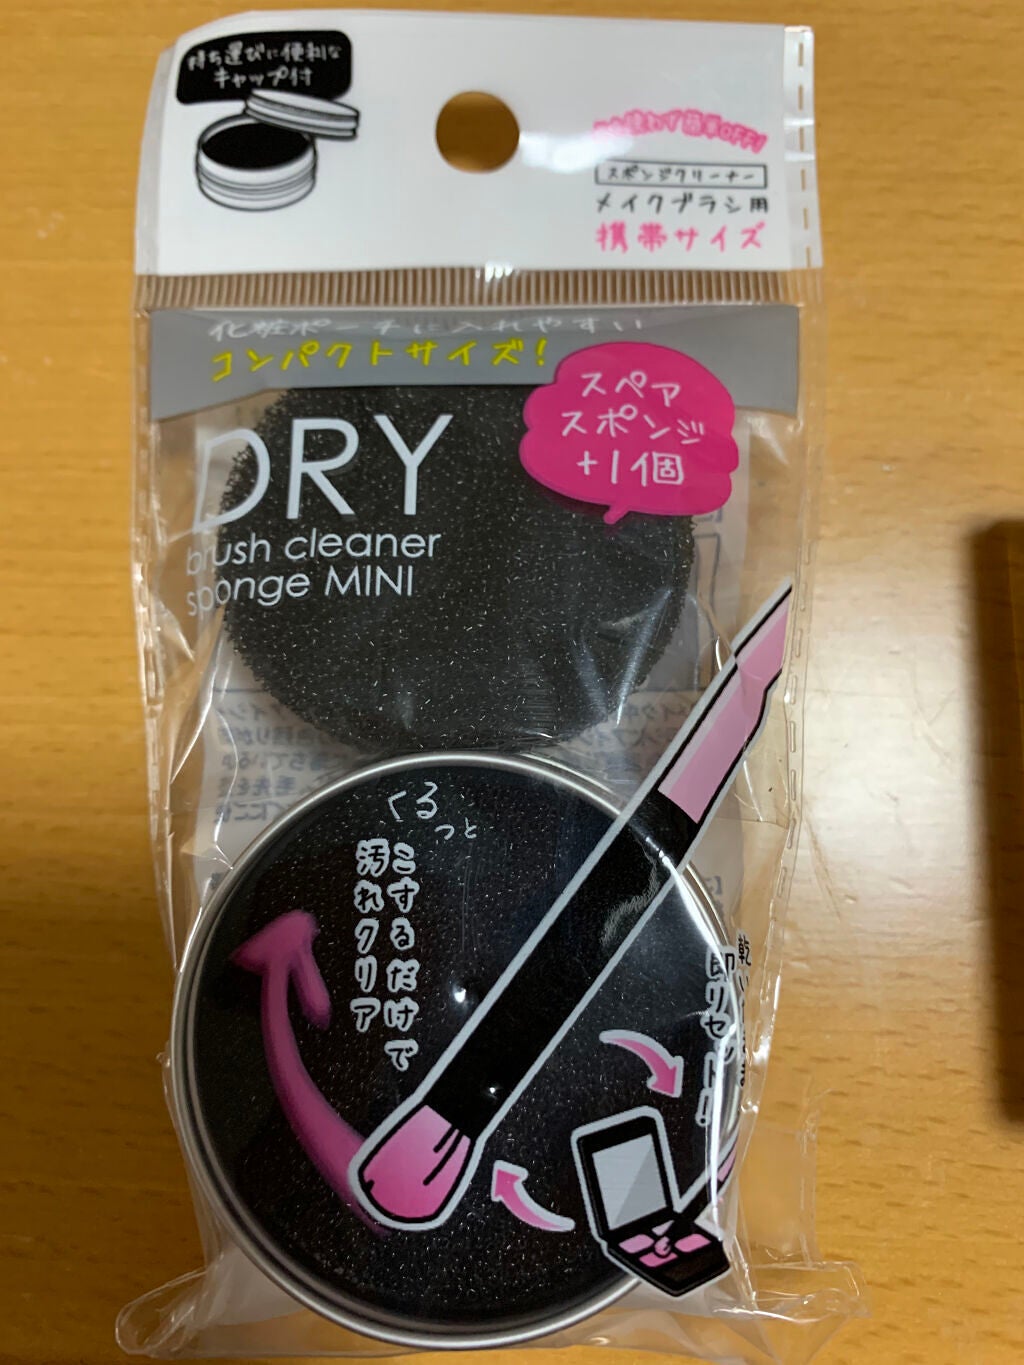 持ち運びに便利な
キャップ付
スポンジクリーナー
メイクブラシ用
携帯サイズ
化粧ポーチに入れやすい
コンパクトサイズ!
スペア
スポンジ
+1個
DRY
brush cleaner
sponge MINI
くるっと
こするだけで
汚れクリア